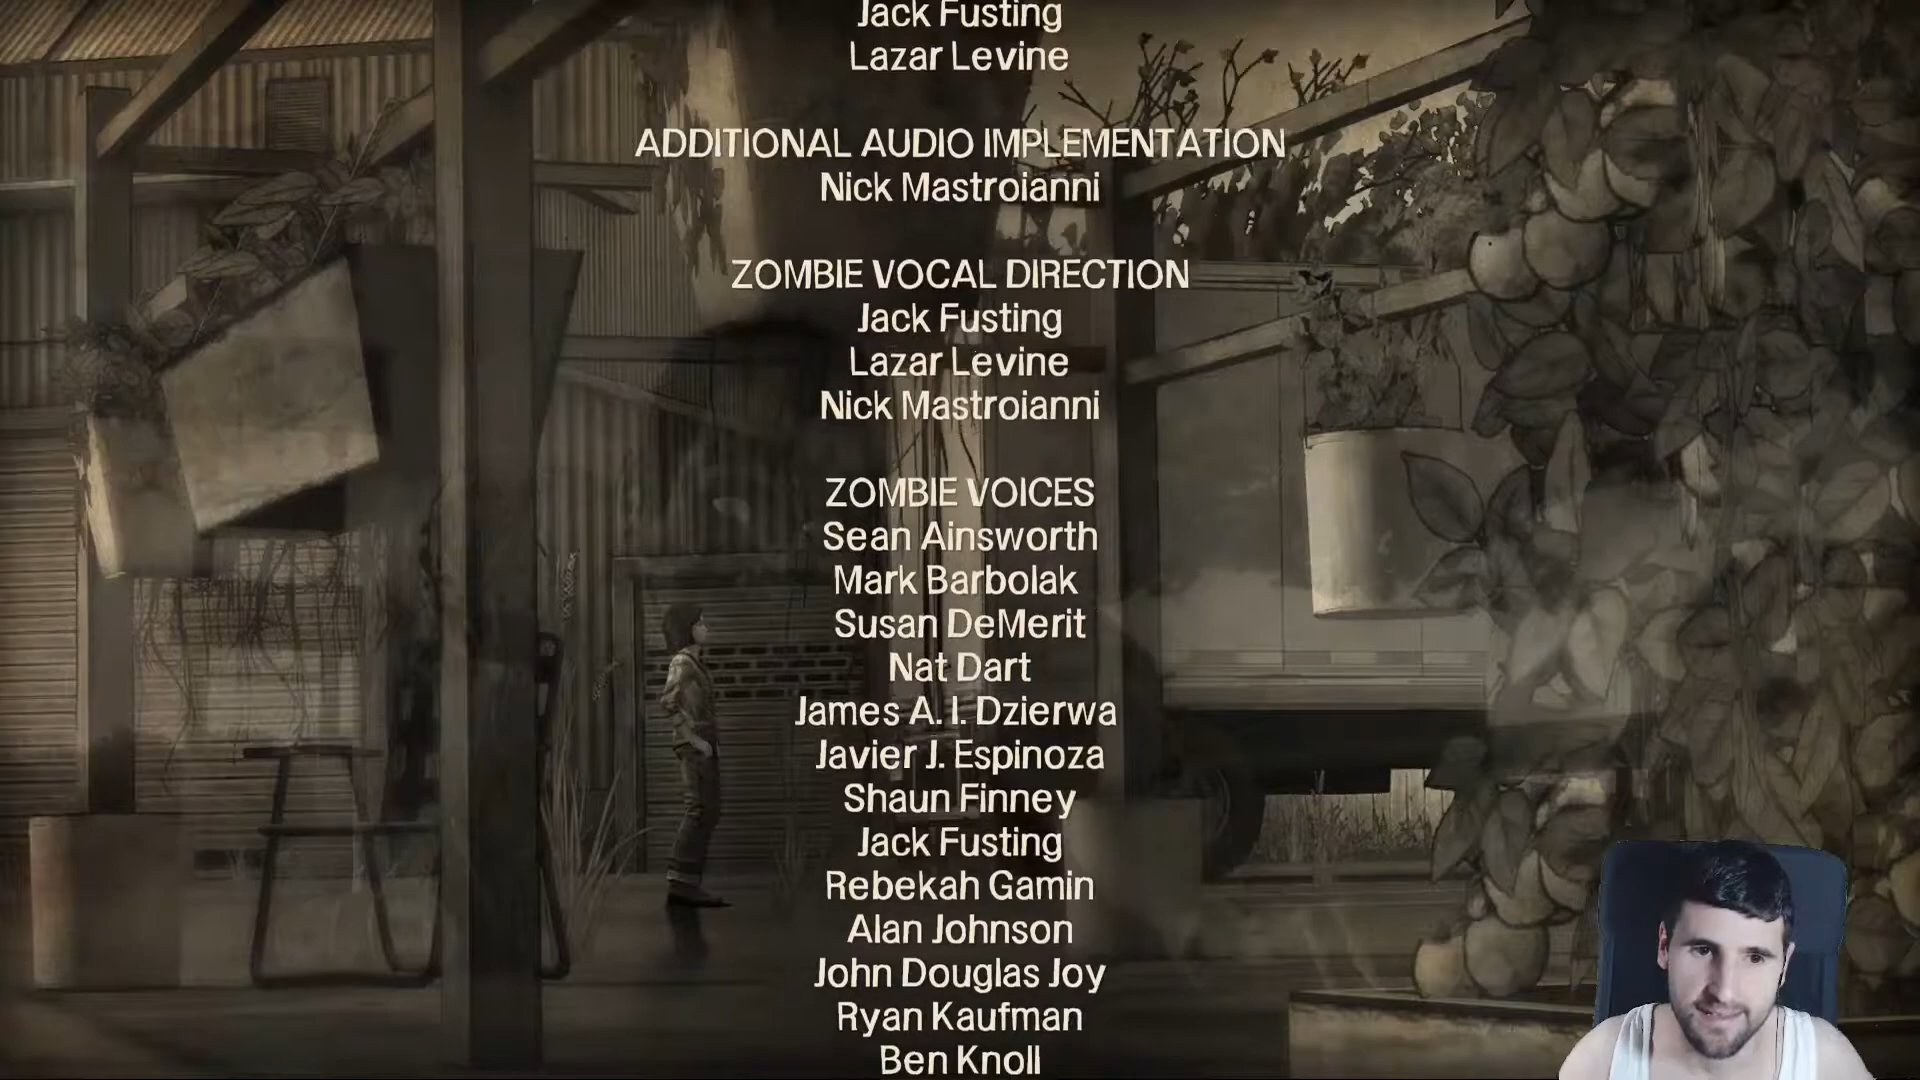 Jack Fusting
Lazar Levine
ADDITIONAL AUDIO IMPLEMENTATION
Nick Mastroianni
ZOMBIE VOCAL DIRECTION
Jack Fusting
Lazar Levine
Nick Mastroianni
ZOMBIE VOICES
Sean Ainsworth
Mark Barbolak
Susan DeMerit
Nat Dart
James A. I. Dzierwa
Javier J. Espinoza
Shaun Finney
Jack Fusting
Rebekah Gamin
Alan Johnson
John Douglas Joy
Ryan Kaufman
Ben Knoll